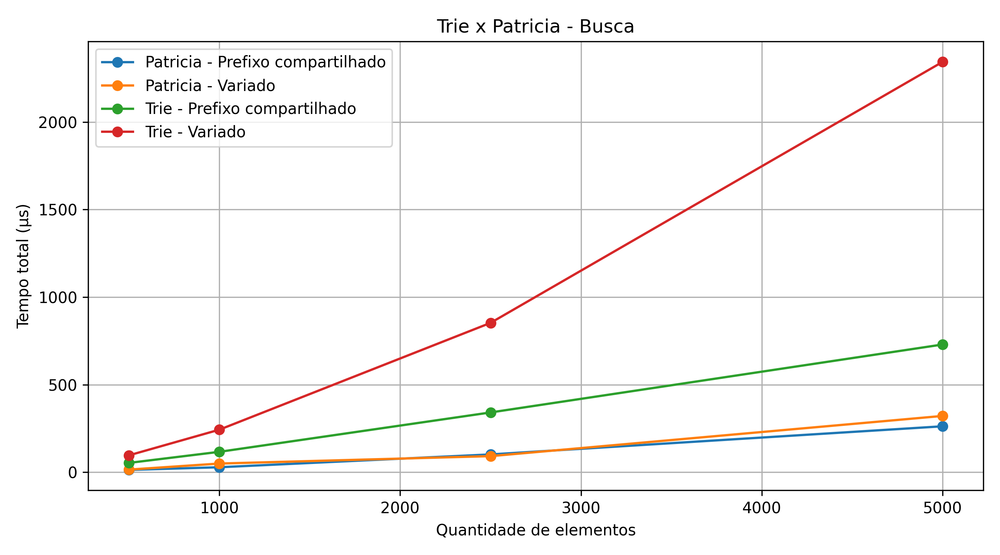 Trie x Patricia - Busca
Patricia - Prefixo compartilhado
Patricia - Variado
Trie - Prefixo compartilhado
Trie - Variado
Tempo total (µs)
2000
1500
1000
500
0
1000 2000 3000 4000 5000
Quantidade de elementos